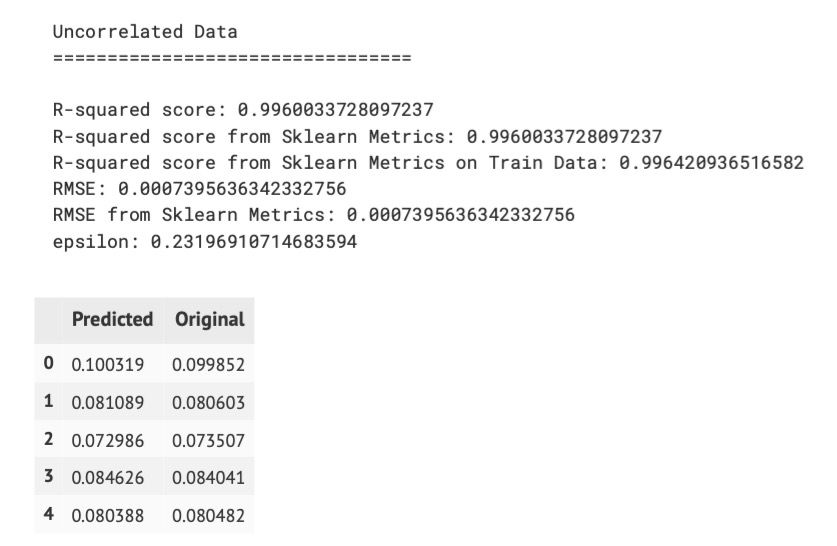 Uncorrelated Data
=================================
R-squared score: 0.9960033728097237
R-squared score from Sklearn Metrics: 0.9960033728097237
R-squared score from Sklearn Metrics on Train Data: 0.996420936516582
RMSE: 0.0007395636342332756
RMSE from Sklearn Metrics: 0.0007395636342332756
epsilon: 0.23196910714683594
Predicted Original
0 0.100319 0.099852
1 0.081089 0.080603
2 0.072986 0.073507
3 0.084626 0.084041
4 0.080388 0.080482